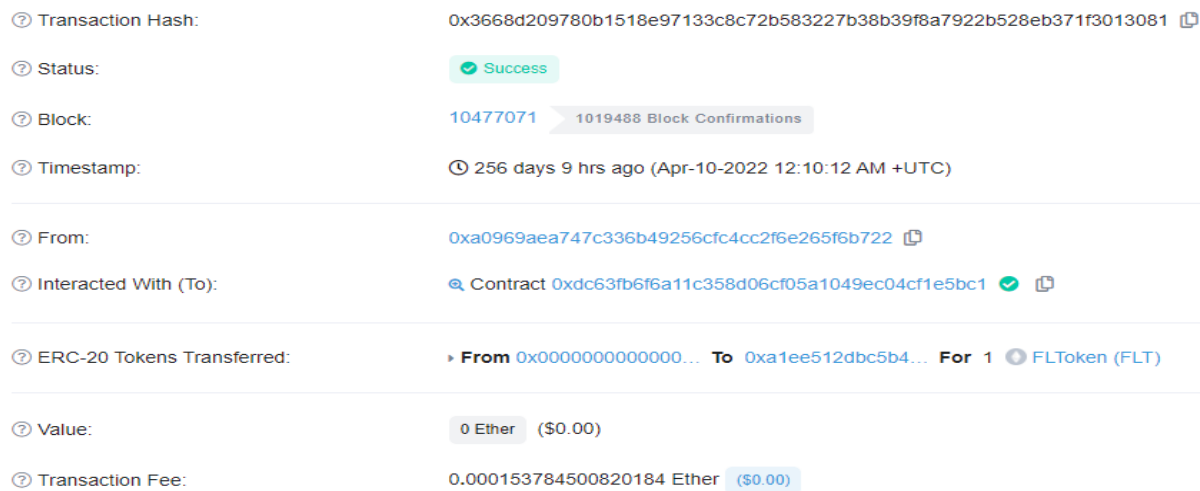 Transaction Hash: 0x3668d209780b1518e97133c8c72b583227b38b39f8a7922b528eb371f3013081
Status: Success
Block: 10477071 1019488 Block Confirmations
Timestamp: 256 days 9 hrs ago (Apr-10-2022 12:10:12 AM +UTC)
From: 0xa0969aea747c336b49256cfc4cc2f6e265f6b722
Interacted With (To): Contract 0xdc63fb6f6a11c358d06cf05a1049ec04cf1e5bc1
ERC-20 Tokens Transferred: From 0x0000000000000... To 0xa1ee512dbc5b4... For 1 FLToken (FLT)
Value: 0 Ether ($0.00)
Transaction Fee: 0.000153784500820184 Ether ($0.00)